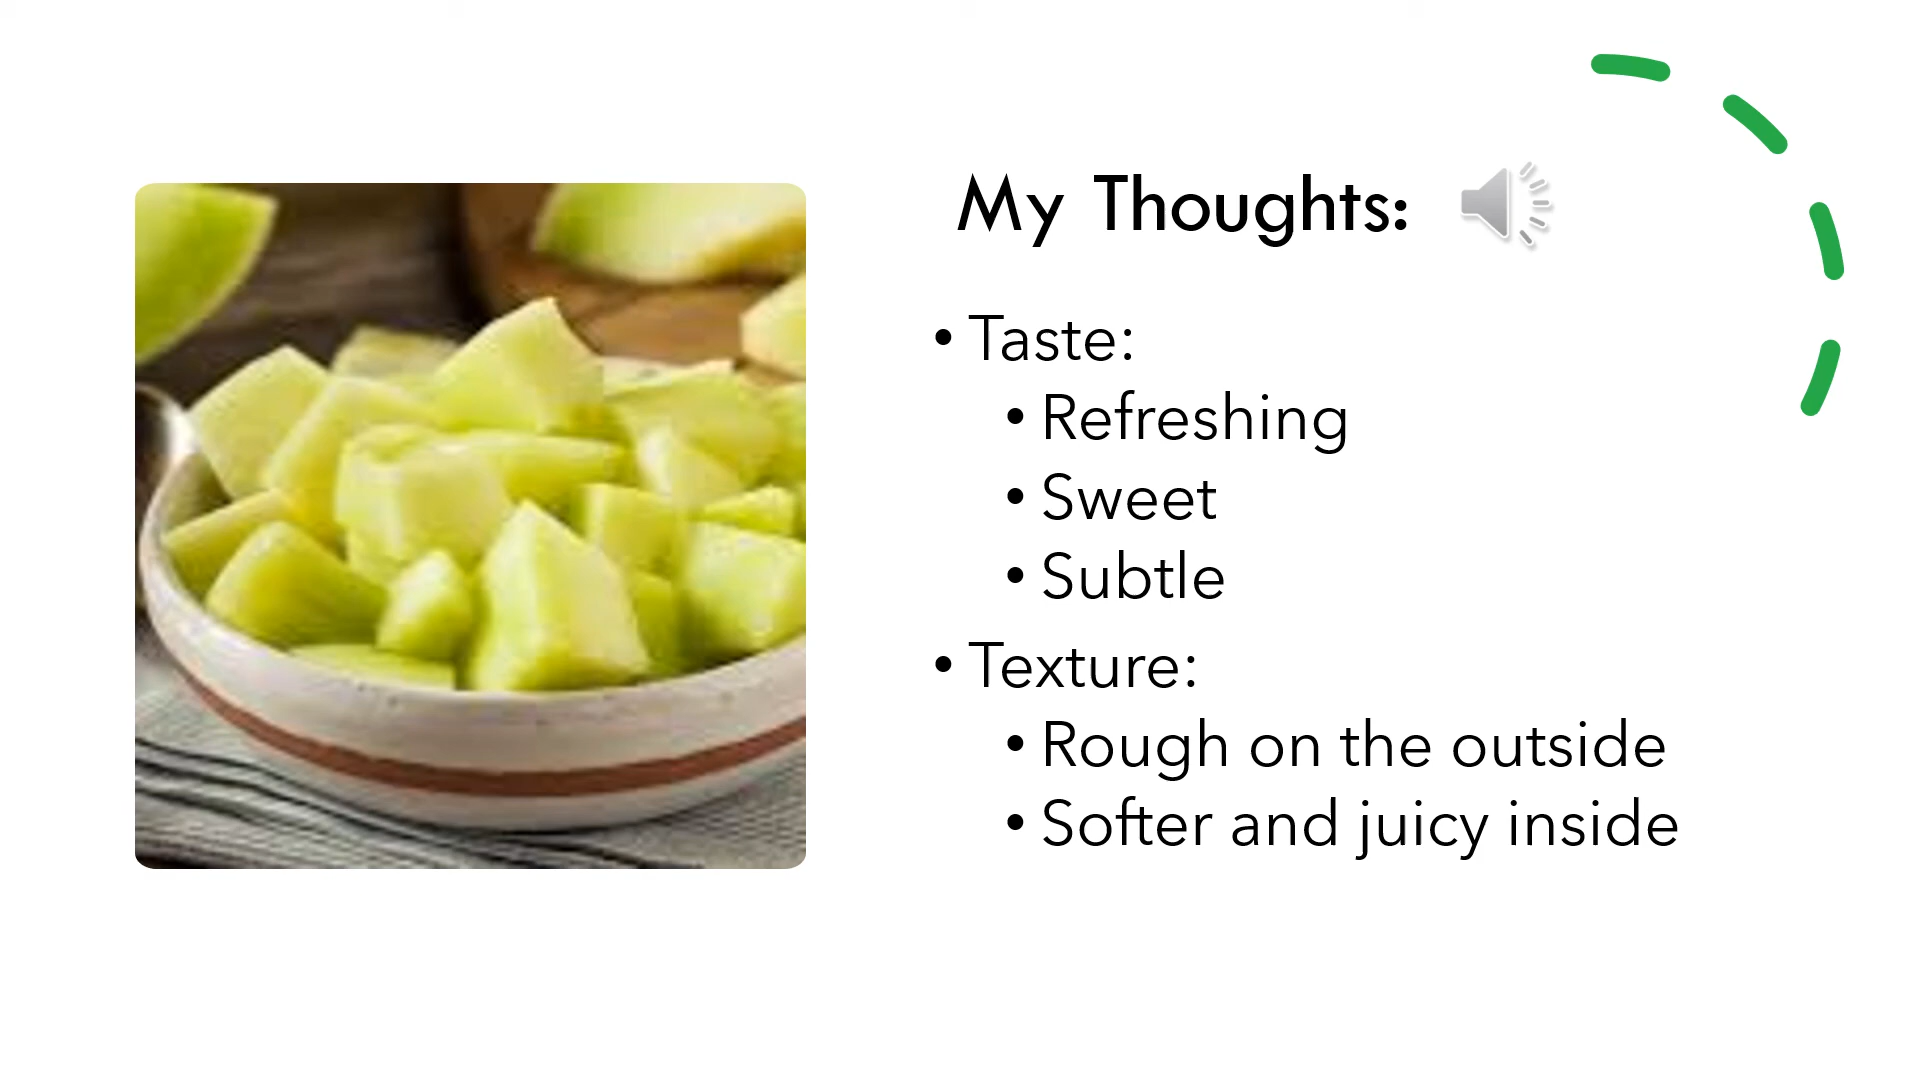 My Thoughts:
• Taste:
• Refreshing
• Sweet
• Subtle
• Texture:
• Rough on the outside
• Softer and juicy inside